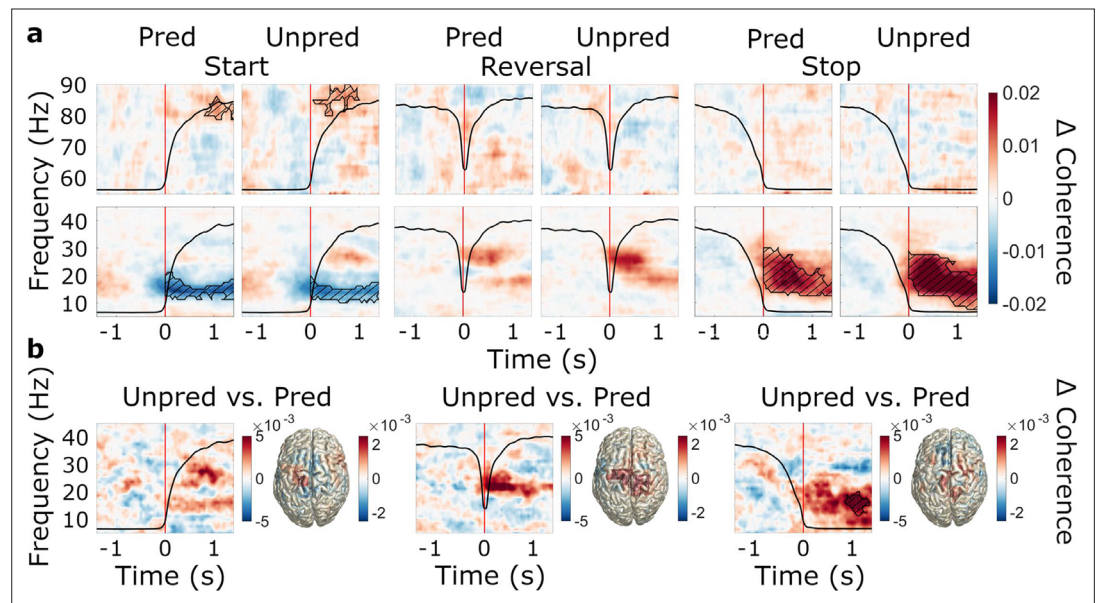 a
Pred Unpred Pred Unpred Pred Unpred
Start Reversal Stop
Frequency (Hz)
90
80
70
60
40
30
20
10
-1 0 1 -1 0 1 -1 0 1 -1 0 1 -1 0 1 -1 0 1
Time (s)
0.02
0.01
0
-0.01
-0.02
Δ Coherence
b
Unpred vs. Pred Unpred vs. Pred Unpred vs. Pred
Frequency (Hz)
40
30
20
10
×10⁻³ ×10⁻³ ×10⁻³ ×10⁻³ ×10⁻³ ×10⁻³
5 2 5 2 5 2
0 0 0 0 0 0
-5 -2 -5 -2 -5 -2
-1 0 1 -1 0 1 -1 0 1
Time (s) Time (s) Time (s)
Δ Coherence